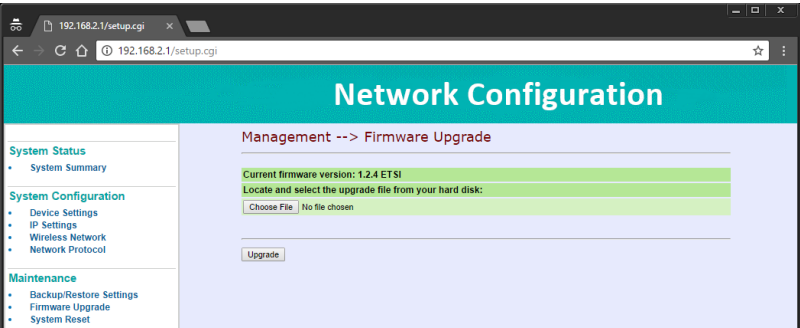 192.168.2.1/setup.cgi
192.168.2.1/setup.cgi
Network Configuration
System Status
System Summary
System Configuration
Device Settings
IP Settings
Wireless Network
Network Protocol
Maintenance
Backup/Restore Settings
Firmware Upgrade
System Reset
Management --> Firmware Upgrade
Current firmware version: 1.2.4 ETSI
Locate and select the upgrade file from your hard disk:
Choose File No file chosen
Upgrade